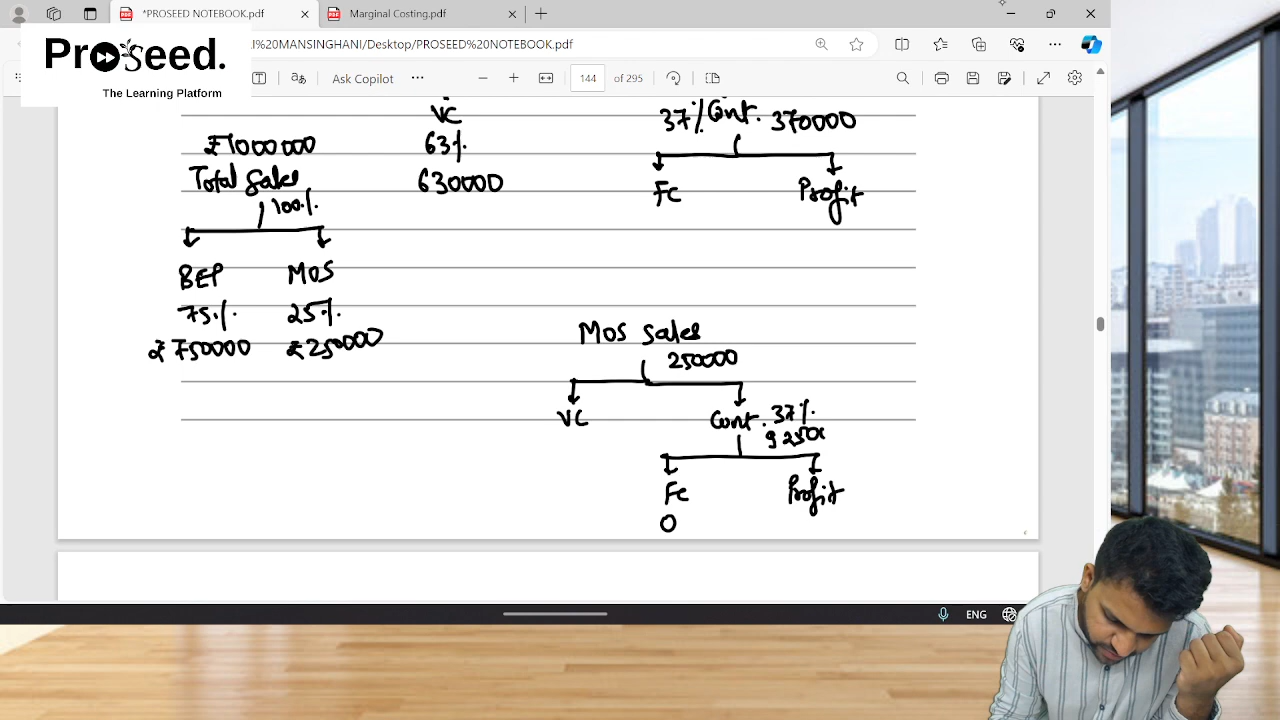 *PROSEED NOTEBOOK.pdf
Marginal Costing.pdf
Proseed.
The Learning Platform
MANSINGHANI/Desktop/PROSEED%20NOTEBOOK.pdf
Ask Copilot
144 of 295
VC
37% Cont. 370000
₹1000000
63%
Total Sales
630000
FC
Profit
100%
BEP
MOS
75%
25%
₹750000
₹250000
MOS Sales
250000
VC
Cont. 37%
FC
Profit
0
ENG